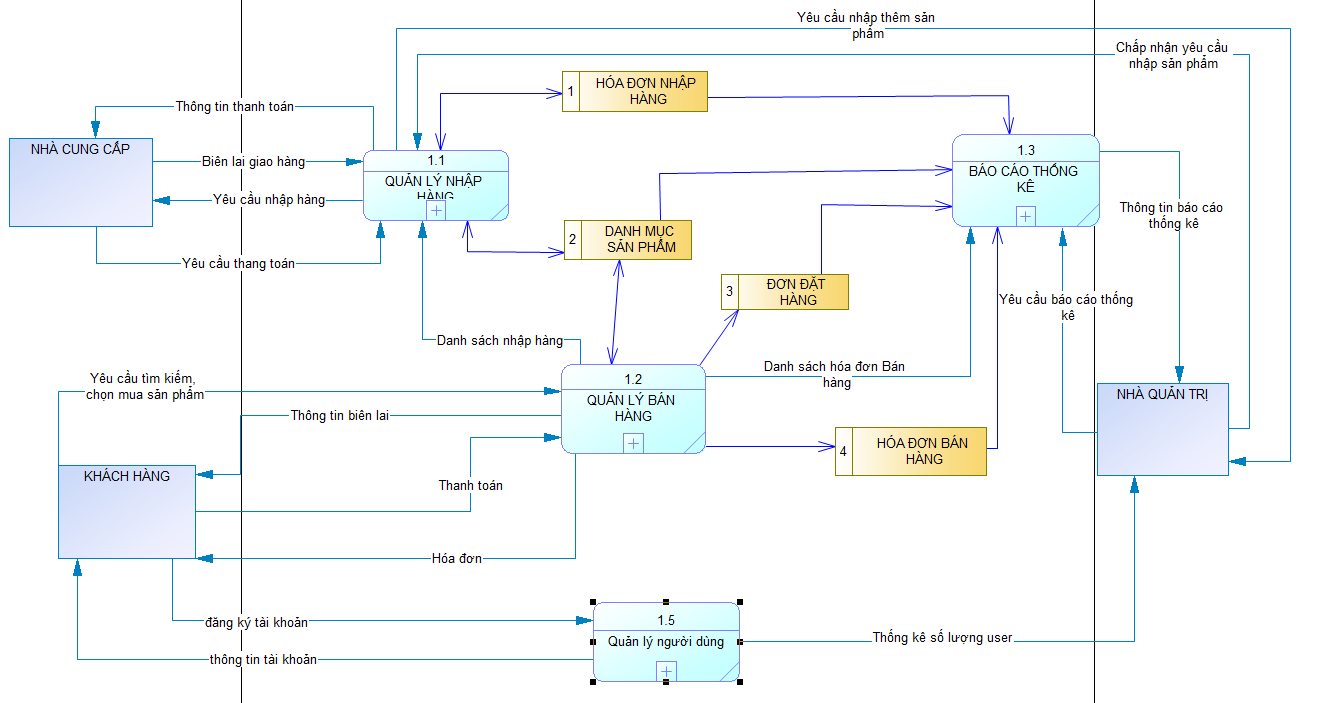 Yêu cầu nhập thêm sản
phẩm
Chấp nhận yêu cầu
nhập sản phẩm
Thông tin thanh toán
1
HÓA ĐƠN NHẬP
HÀNG
NHÀ CUNG CẤP
Biên lai giao hàng
Yêu cầu nhập hàng
Yêu cầu thang toán
1.1
QUẢN LÝ NHẬP
HÀNG
1.3
BÁO CÁO THỐNG
KÊ
2
DANH MỤC
SẢN PHẨM
Thông tin báo cáo
thống kê
3
ĐƠN ĐẶT
HÀNG
Yêu cầu báo cáo thống
kê
Danh sách nhập hàng
Danh sách hóa đơn Bán
hàng
Yêu cầu tìm kiếm,
chọn mua sản phẩm
1.2
QUẢN LÝ BÁN
HÀNG
NHÀ QUẢN TRỊ
Thông tin biên lai
4
HÓA ĐƠN BÁN
HÀNG
KHÁCH HÀNG
Thanh toán
Hóa đơn
đăng ký tài khoản
1.5
Quản lý người dùng
Thống kê số lượng user
thông tin tài khoản